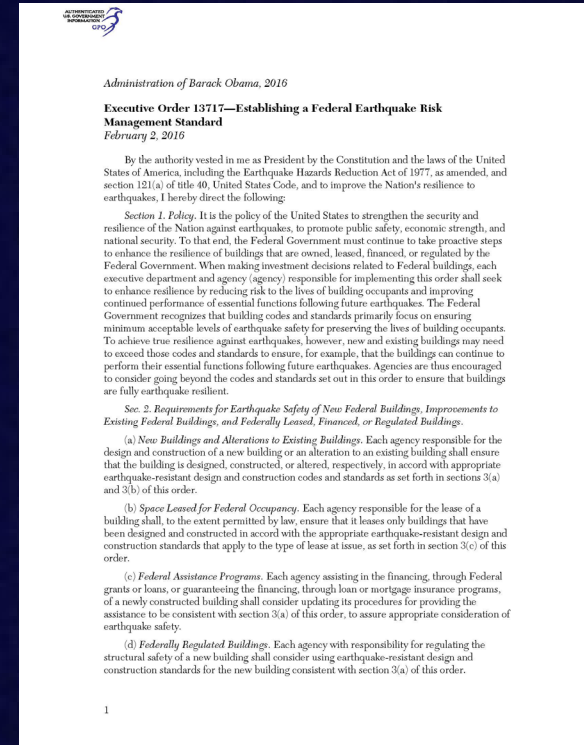 AUTHENTICATED
U.S. GOVERNMENT
INFORMATION
GPO
Administration of Barack Obama, 2016
Executive Order 13717—Establishing a Federal Earthquake Risk
Management Standard
February 2, 2016
By the authority vested in me as President by the Constitution and the laws of the United
States of America, including the Earthquake Hazards Reduction Act of 1977, as amended, and
section 121(a) of title 40, United States Code, and to improve the Nation's resilience to
earthquakes, I hereby direct the following:
Section 1. Policy. It is the policy of the United States to strengthen the security and
resilience of the Nation against earthquakes, to promote public safety, economic strength, and
national security. To that end, the Federal Government must continue to take proactive steps
to enhance the resilience of buildings that are owned, leased, financed, or regulated by the
Federal Government. When making investment decisions related to Federal buildings, each
executive department and agency (agency) responsible for implementing this order shall seek
to enhance resilience by reducing risk to the lives of building occupants and improving
continued performance of essential functions following future earthquakes. The Federal
Government recognizes that building codes and standards primarily focus on ensuring
minimum acceptable levels of earthquake safety for preserving the lives of building occupants.
To achieve true resilience against earthquakes, however, new and existing buildings may need
to exceed those codes and standards to ensure, for example, that the buildings can continue to
perform their essential functions following future earthquakes. Agencies are thus encouraged
to consider going beyond the codes and standards set out in this order to ensure that buildings
are fully earthquake resilient.
Sec. 2. Requirements for Earthquake Safety of New Federal Buildings, Improvements to
Existing Federal Buildings, and Federally Leased, Financed, or Regulated Buildings.
(a) New Buildings and Alterations to Existing Buildings. Each agency responsible for the
design and construction of a new building or an alteration to an existing building shall ensure
that the building is designed, constructed, or altered, respectively, in accord with appropriate
earthquake-resistant design and construction codes and standards as set forth in sections 3(a)
and 3(b) of this order.
(b) Space Leased for Federal Occupancy. Each agency responsible for the lease of a
building shall, to the extent permitted by law, ensure that it leases only buildings that have
been designed and constructed in accord with the appropriate earthquake-resistant design and
construction standards that apply to the type of lease at issue, as set forth in section 3(c) of this
order.
(c) Federal Assistance Programs. Each agency assisting in the financing, through Federal
grants or loans, or guaranteeing the financing, through loan or mortgage insurance programs,
of a newly constructed building shall consider updating its procedures for providing the
assistance to be consistent with section 3(a) of this order, to assure appropriate consideration of
earthquake safety.
(d) Federally Regulated Buildings. Each agency with responsibility for regulating the
structural safety of a new building shall consider using earthquake-resistant design and
construction standards for the new building consistent with section 3(a) of this order.
1